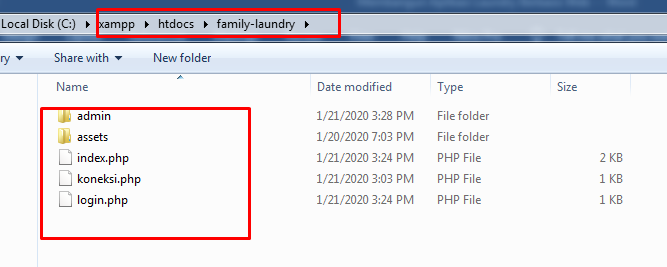 Local Disk (C:) ▸ xampp ▸ htdocs ▸ family-laundry ▸
ry ▾ Share with ▾ New folder
Name Date modified Type Size
admin 1/21/2020 3:28 PM File folder
assets 1/20/2020 7:03 PM File folder
index.php 1/21/2020 3:24 PM PHP File 2 KB
koneksi.php 1/21/2020 3:03 PM PHP File 1 KB
login.php 1/21/2020 3:24 PM PHP File 1 KB